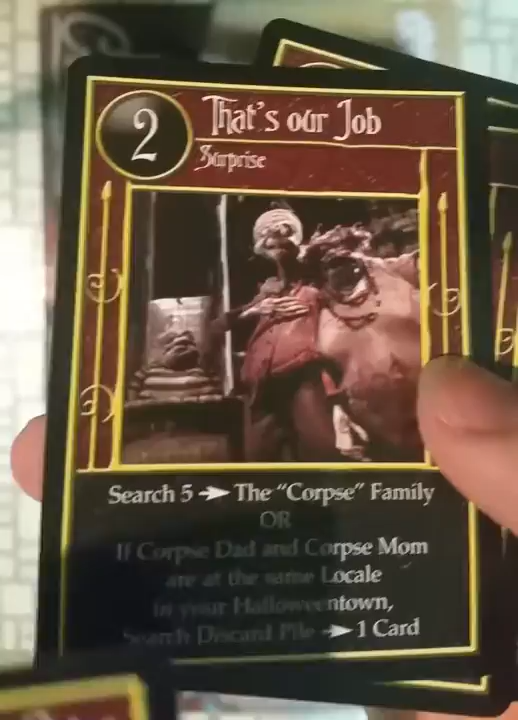 2
That's our Job
Surprise
Search 5 → The "Corpse" Family
OR
If Corpse Dad and Corpse Mom
are at the same Locale
in your Halloweentown,
Search Discard Pile → 1 Card